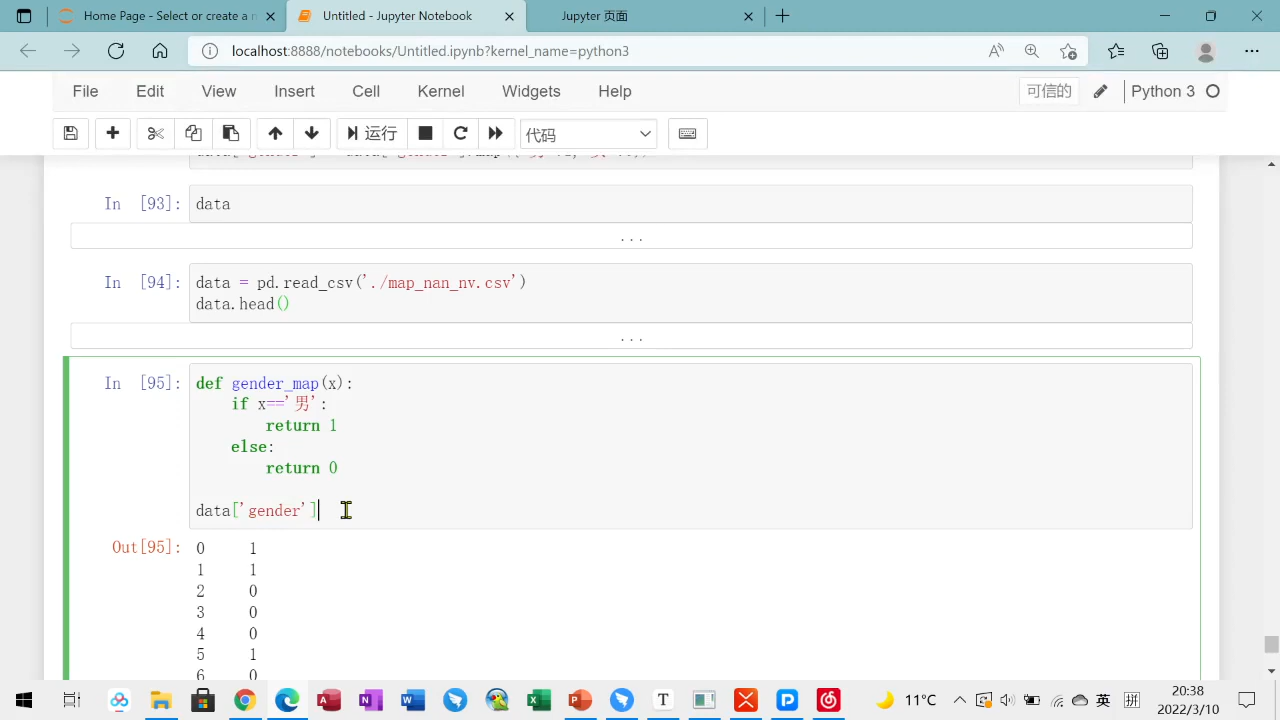 Home Page - Select or create a n
Untitled - Jupyter Notebook
Jupyter 页面
localhost:8888/notebooks/Untitled.ipynb?kernel_name=python3
File Edit View Insert Cell Kernel Widgets Help
可信的
Python 3
运行
代码
In [93]:
data
...
In [94]:
data = pd.read_csv('./map_nan_nv.csv')
data.head()
...
In [95]:
def gender_map(x):
if x=='男':
return 1
else:
return 0
data['gender']
Out[95]:
0 1
1 1
2 0
3 0
4 0
5 1
6 0
11°C
英
拼
20:38
2022/3/10